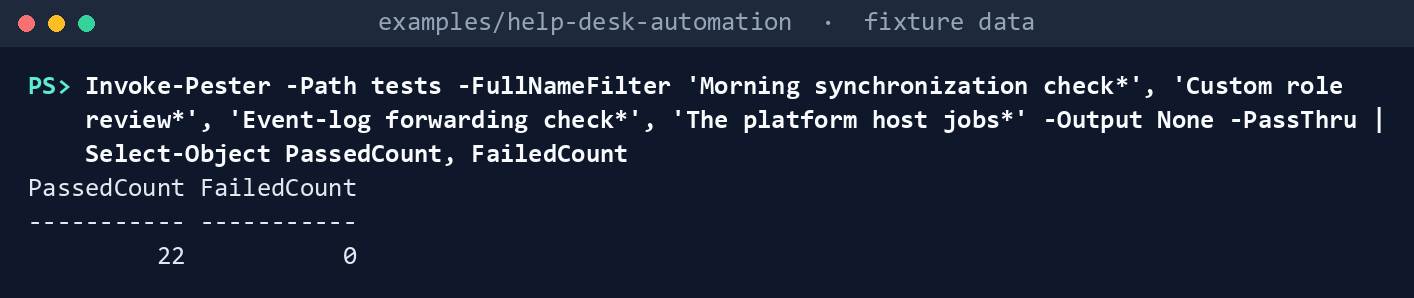 examples/help-desk-automation · fixture data
PS> Invoke-Pester -Path tests -FullNameFilter 'Morning synchronization check*', 'Custom role
review*', 'Event-log forwarding check*', 'The platform host jobs*' -Output None -PassThru |
Select-Object PassedCount, FailedCount
PassedCount FailedCount
----------- -----------
22 0